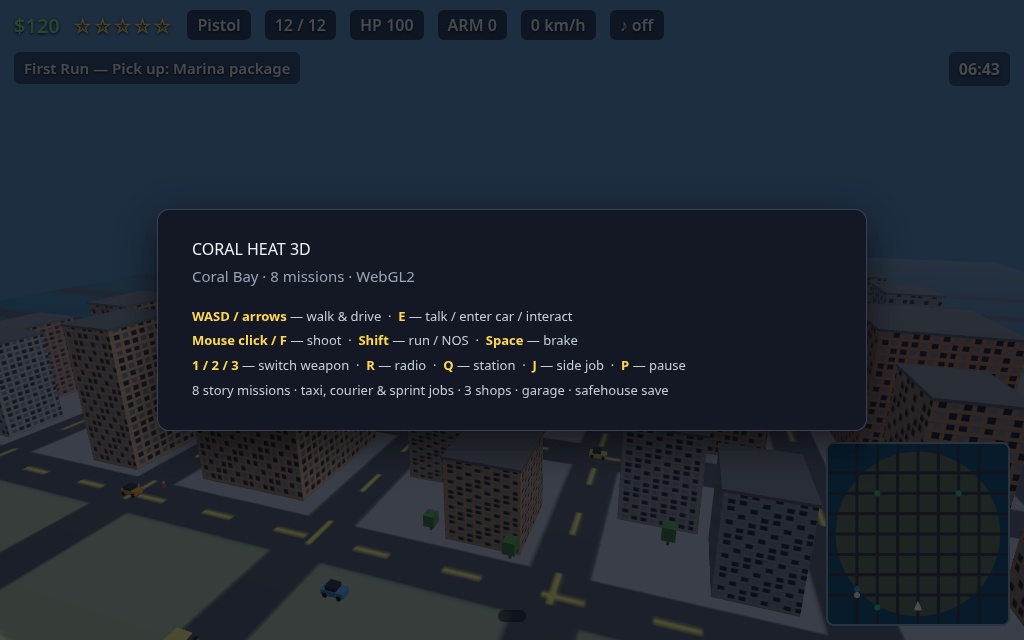 $120 ☆☆☆☆☆ Pistol 12 / 12 HP 100 ARM 0 0 km/h ♪ off
First Run — Pick up: Marina package 06:43
CORAL HEAT 3D
Coral Bay · 8 missions · WebGL2
WASD / arrows — walk & drive · E — talk / enter car / interact
Mouse click / F — shoot · Shift — run / NOS · Space — brake
1 / 2 / 3 — switch weapon · R — radio · Q — station · J — side job · P — pause
8 story missions · taxi, courier & sprint jobs · 3 shops · garage · safehouse save